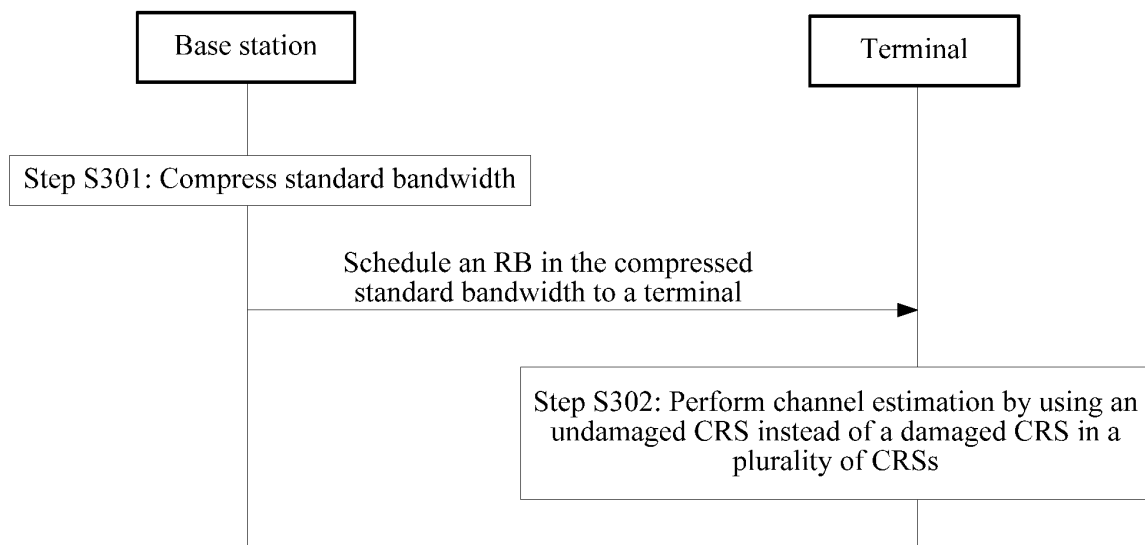 Base station
Terminal
Step S301: Compress standard bandwidth
Schedule an RB in the compressed
standard bandwidth to a terminal
Step S302: Perform channel estimation by using an
undamaged CRS instead of a damaged CRS in a
plurality of CRSs